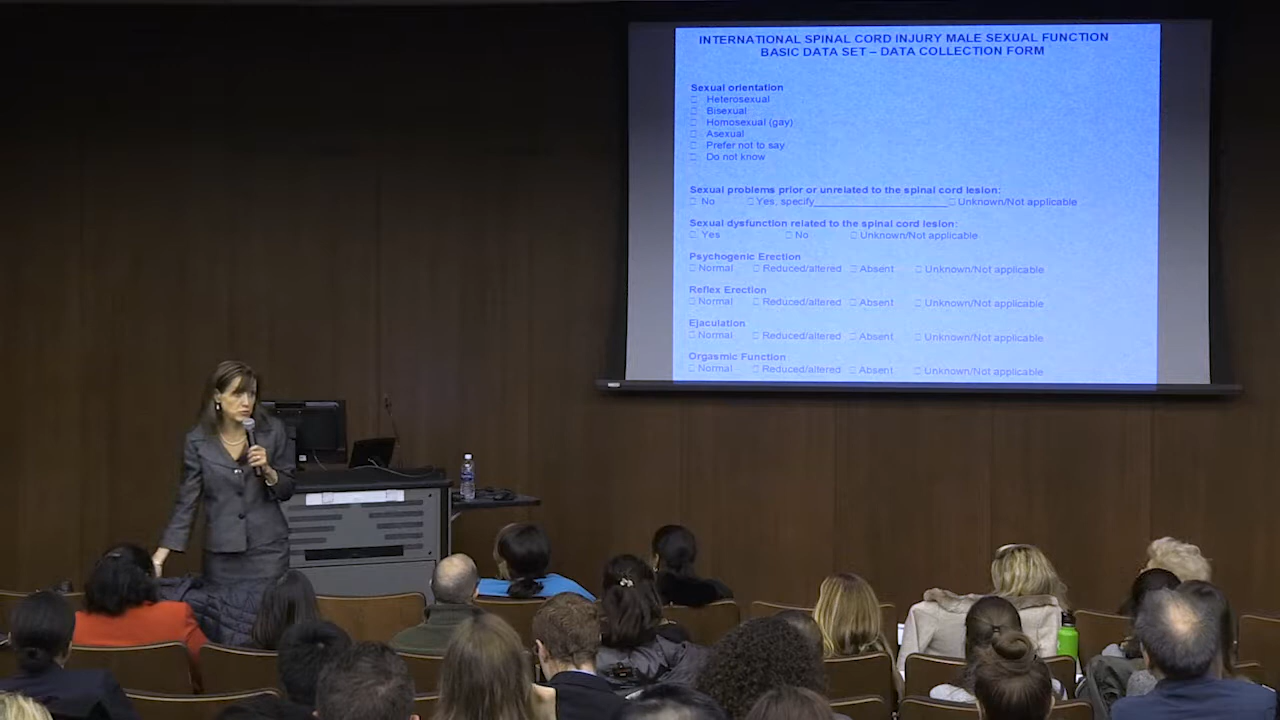 INTERNATIONAL SPINAL CORD INJURY MALE SEXUAL FUNCTION
BASIC DATA SET – DATA COLLECTION FORM
Sexual orientation
□ Heterosexual
□ Bisexual
□ Homosexual (gay)
□ Asexual
□ Prefer not to say
□ Do not know
Sexual problems prior or unrelated to the spinal cord lesion:
□ No □ Yes, specify______________________ □ Unknown/Not applicable
Sexual dysfunction related to the spinal cord lesion:
□ Yes □ No □ Unknown/Not applicable
Psychogenic Erection
□ Normal □ Reduced/altered □ Absent □ Unknown/Not applicable
Reflex Erection
□ Normal □ Reduced/altered □ Absent □ Unknown/Not applicable
Ejaculation
□ Normal □ Reduced/altered □ Absent □ Unknown/Not applicable
Orgasmic Function
□ Normal □ Reduced/altered □ Absent □ Unknown/Not applicable